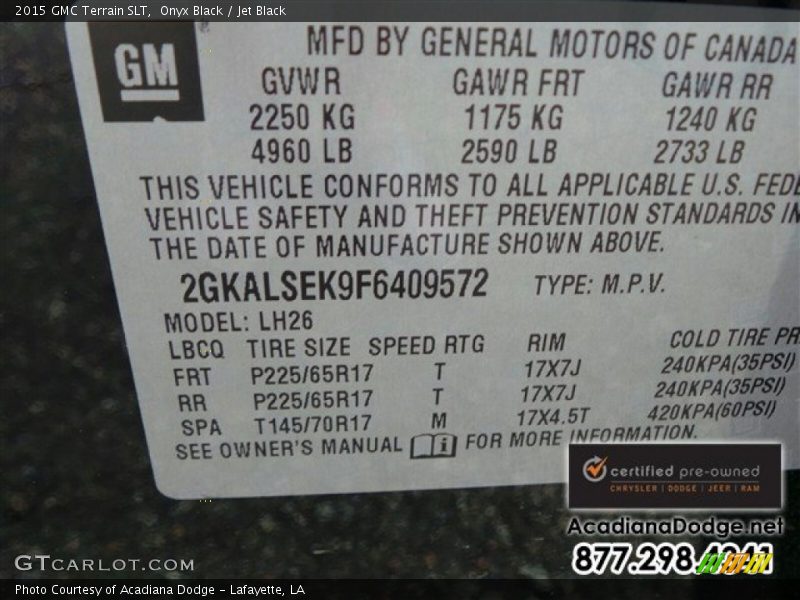 2015 GMC Terrain SLT,  Onyx Black / Jet Black
GM
MFD BY GENERAL MOTORS OF CANADA
GVWR GAWR FRT GAWR RR
2250 KG 1175 KG 1240 KG
4960 LB 2590 LB 2733 LB
THIS VEHICLE CONFORMS TO ALL APPLICABLE U.S. FEDE
VEHICLE SAFETY AND THEFT PREVENTION STANDARDS IN
THE DATE OF MANUFACTURE SHOWN ABOVE.
2GKALSEK9F6409572 TYPE: M.P.V.
MODEL: LH26
LBCQ TIRE SIZE SPEED RTG RIM COLD TIRE PR
FRT P225/65R17 T 17X7J 240KPA(35PSI)
RR P225/65R17 T 17X7J 240KPA(35PSI)
SPA T145/70R17 M 17X4.5T 420KPA(60PSI)
SEE OWNER'S MANUAL i FOR MORE INFORMATION.
certified pre-owned
CHRYSLER | DODGE | JEEP | RAM
AcadianaDodge.net
877.298.4941
GTcarlot.com
Photo Courtesy of Acadiana Dodge - Lafayette, LA